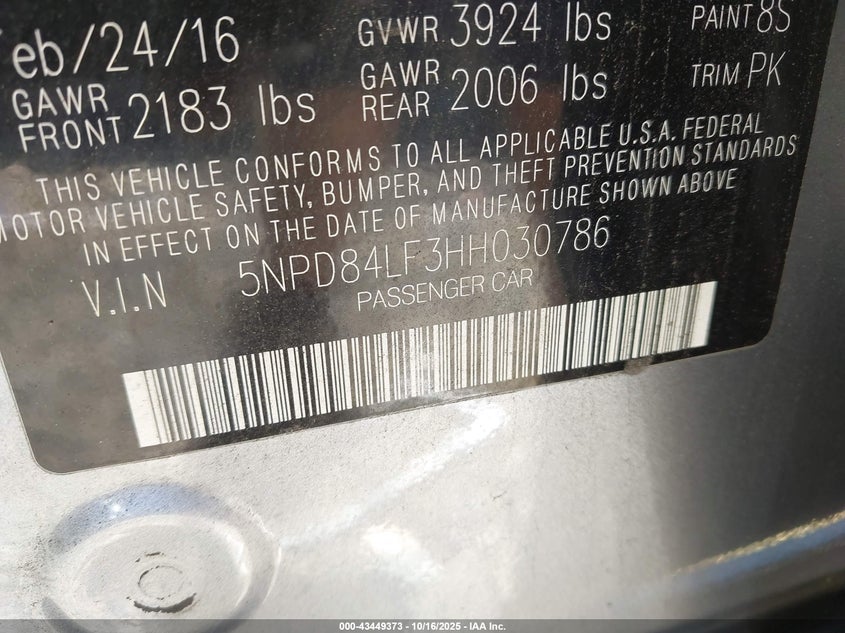 eb/24/16 GVWR 3924 lbs PAINT 8S
GAWR FRONT 2183 lbs GAWR REAR 2006 lbs TRIM PK
THIS VEHICLE CONFORMS TO ALL APPLICABLE U.S.A. FEDERAL
MOTOR VEHICLE SAFETY, BUMPER, AND THEFT PREVENTION STANDARDS
IN EFFECT ON THE DATE OF MANUFACTURE SHOWN ABOVE
V.I.N 5NPD84LF3HH030786
PASSENGER CAR
000-43449373 - 10/16/2025 - IAA Inc.